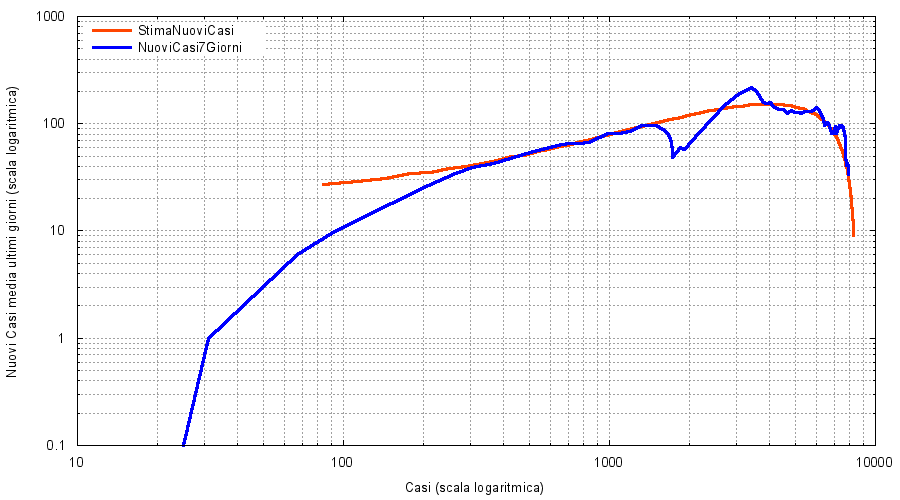 1000
StimaNuoviCasi
NuoviCasi7Giorni
100
10
1
0.1
Nuovi Casi media ultimi giorni (scala logaritmica)
10
100
1000
10000
Casi (scala logaritmica)